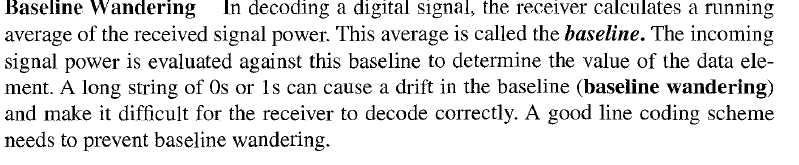 Baseline Wandering In decoding a digital signal, the receiver calculates a running
average of the received signal power. This average is called the baseline. The incoming
signal power is evaluated against this baseline to determine the value of the data ele-
ment. A long string of 0s or 1s can cause a drift in the baseline (baseline wandering)
and make it difficult for the receiver to decode correctly. A good line coding scheme
needs to prevent baseline wandering.